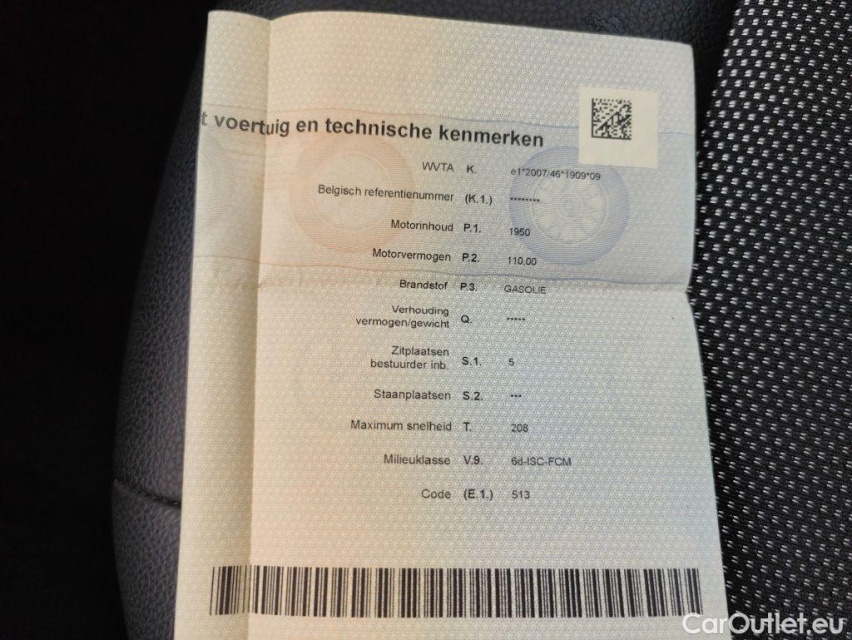 t voertuig en technische kenmerken
WVTA K. e1*2007/46*1909*09
Belgisch referentienummer (K.1.) ********
Motorinhoud P.1. 1950
Motorvermogen P.2. 110,00
Brandstof P.3. GASOLIE
Verhouding
vermogen/gewicht Q. *****
Zitplaatsen
bestuurder inb. S.1. 5
Staanplaatsen S.2. ***
Maximum snelheid T. 208
Milieuklasse V.9. 6d-ISC-FCM
Code (E.1.) 513
CarOutlet.eu